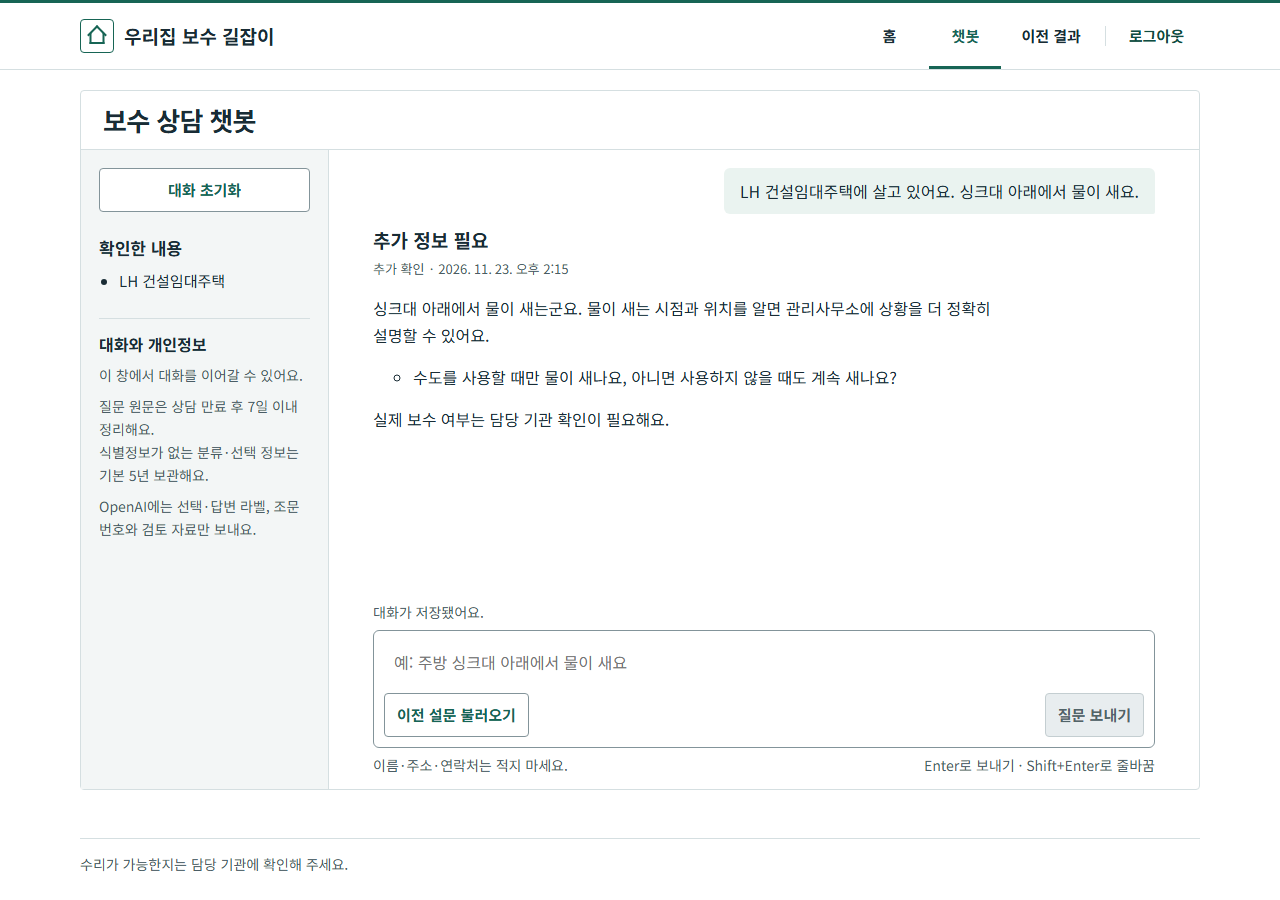 우리집 보수 길잡이
홈
챗봇
이전 결과
로그아웃
보수 상담 챗봇
대화 초기화
확인한 내용
LH 건설임대주택
대화와 개인정보
이 창에서 대화를 이어갈 수 있어요.
질문 원문은 상담 만료 후 7일 이내
정리해요.
식별정보가 없는 분류·선택 정보는
기본 5년 보관해요.
OpenAI에는 선택·답변 라벨, 조문
번호와 검토 자료만 보내요.
LH 건설임대주택에 살고 있어요. 싱크대 아래에서 물이 새요.
추가 정보 필요
추가 확인 · 2026. 11. 23. 오후 2:15
싱크대 아래에서 물이 새는군요. 물이 새는 시점과 위치를 알면 관리사무소에 상황을 더 정확히
설명할 수 있어요.
수도를 사용할 때만 물이 새나요, 아니면 사용하지 않을 때도 계속 새나요?
실제 보수 여부는 담당 기관 확인이 필요해요.
대화가 저장됐어요.
예: 주방 싱크대 아래에서 물이 새요
이전 설문 불러오기
질문 보내기
이름·주소·연락처는 적지 마세요.
Enter로 보내기 · Shift+Enter로 줄바꿈
수리가 가능한지는 담당 기관에 확인해 주세요.